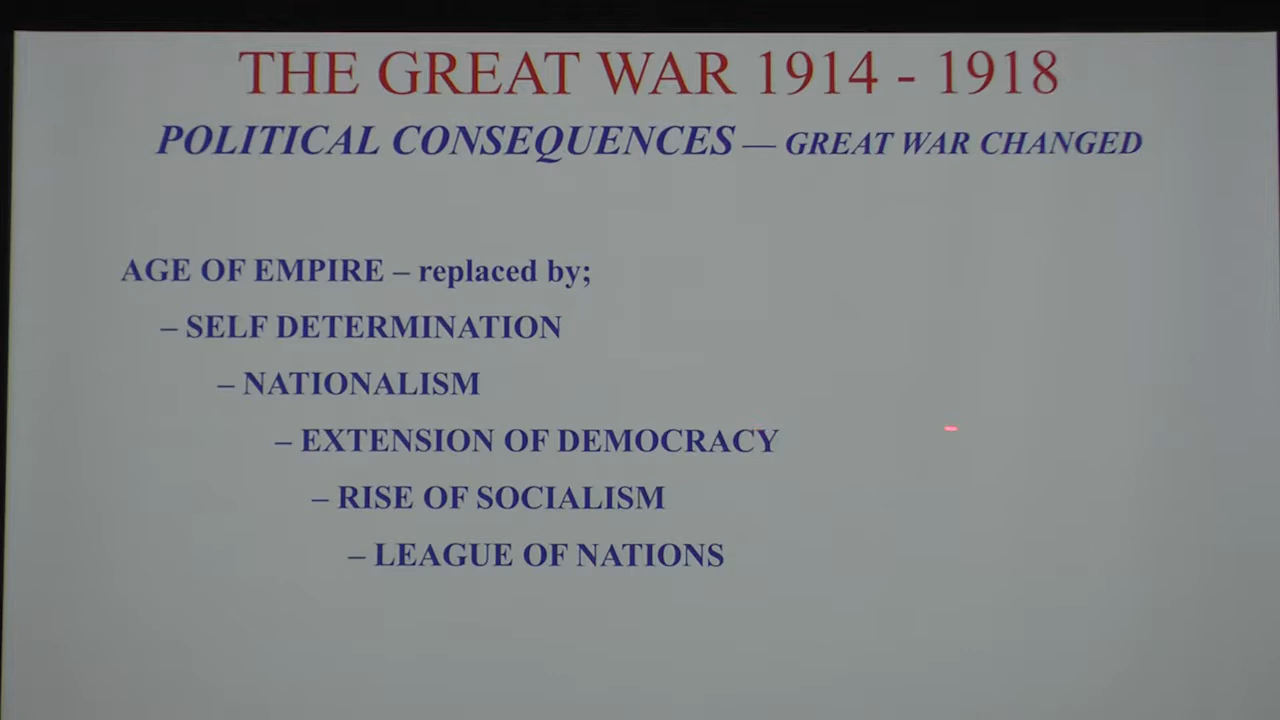 THE GREAT WAR 1914 - 1918
POLITICAL CONSEQUENCES — GREAT WAR CHANGED
AGE OF EMPIRE – replaced by;
– SELF DETERMINATION
– NATIONALISM
– EXTENSION OF DEMOCRACY
– RISE OF SOCIALISM
– LEAGUE OF NATIONS